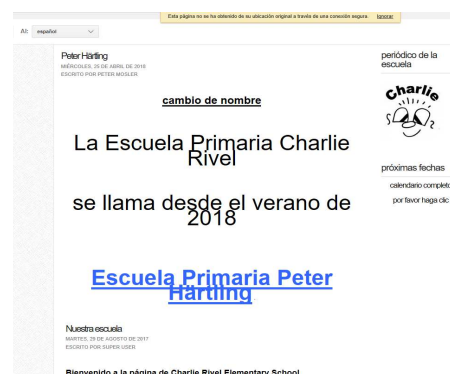 Esta página no se ha obtenido de su ubicación original a través de una conexión segura. Ignorar
Al: español
Peter Härtling
MIÉRCOLES, 25 DE ABRIL DE 2018
ESCRITO POR PETER MOSLER
cambio de nombre
La Escuela Primaria Charlie
Rivel
se llama desde el verano de
2018
Escuela Primaria Peter
Härtling
Nuestra escuela
MARTES, 29 DE AGOSTO DE 2017
ESCRITO POR SUPER USER
Bienvenido a la página de Charlie Rivel Elementary School
periódico de la
escuela
Charlie
próximas fechas
calendario completo
por favor haga clic